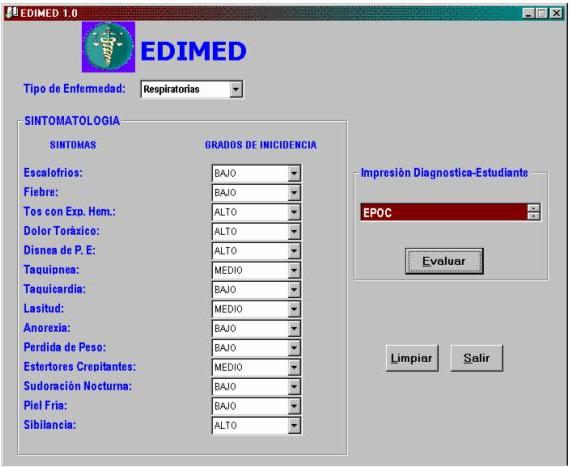 EDIMED 1.0
EDIMED
Tipo de Enfermedad: Respiratorias
SINTOMATOLOGIA
SINTOMAS GRADOS DE INICIDENCIA
Escalofrios: BAJO
Fiebre: BAJO
Tos con Exp. Hem.: ALTO
Dolor Toráxico: ALTO
Disnea de P. E: ALTO
Taquipnea: MEDIO
Taquicardia: BAJO
Lasitud: MEDIO
Anorexia: BAJO
Perdida de Peso: BAJO
Estertores Crepitantes: MEDIO
Sudoración Nocturna: BAJO
Piel Fria: BAJO
Sibilancia: ALTO
Impresión Diagnostica-Estudiante
EPOC
Evaluar
Limpiar Salir